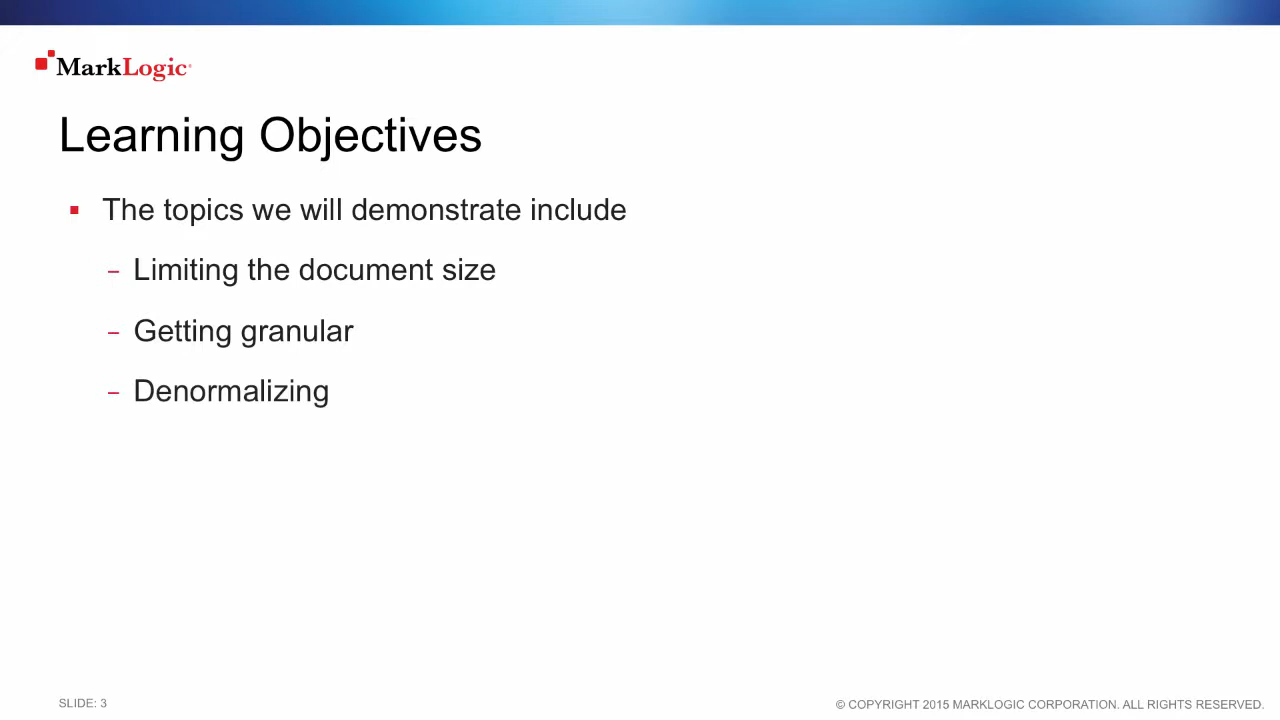 MarkLogic
Learning Objectives
▪ The topics we will demonstrate include
– Limiting the document size
– Getting granular
– Denormalizing
SLIDE: 3
© COPYRIGHT 2015 MARKLOGIC CORPORATION. ALL RIGHTS RESERVED.